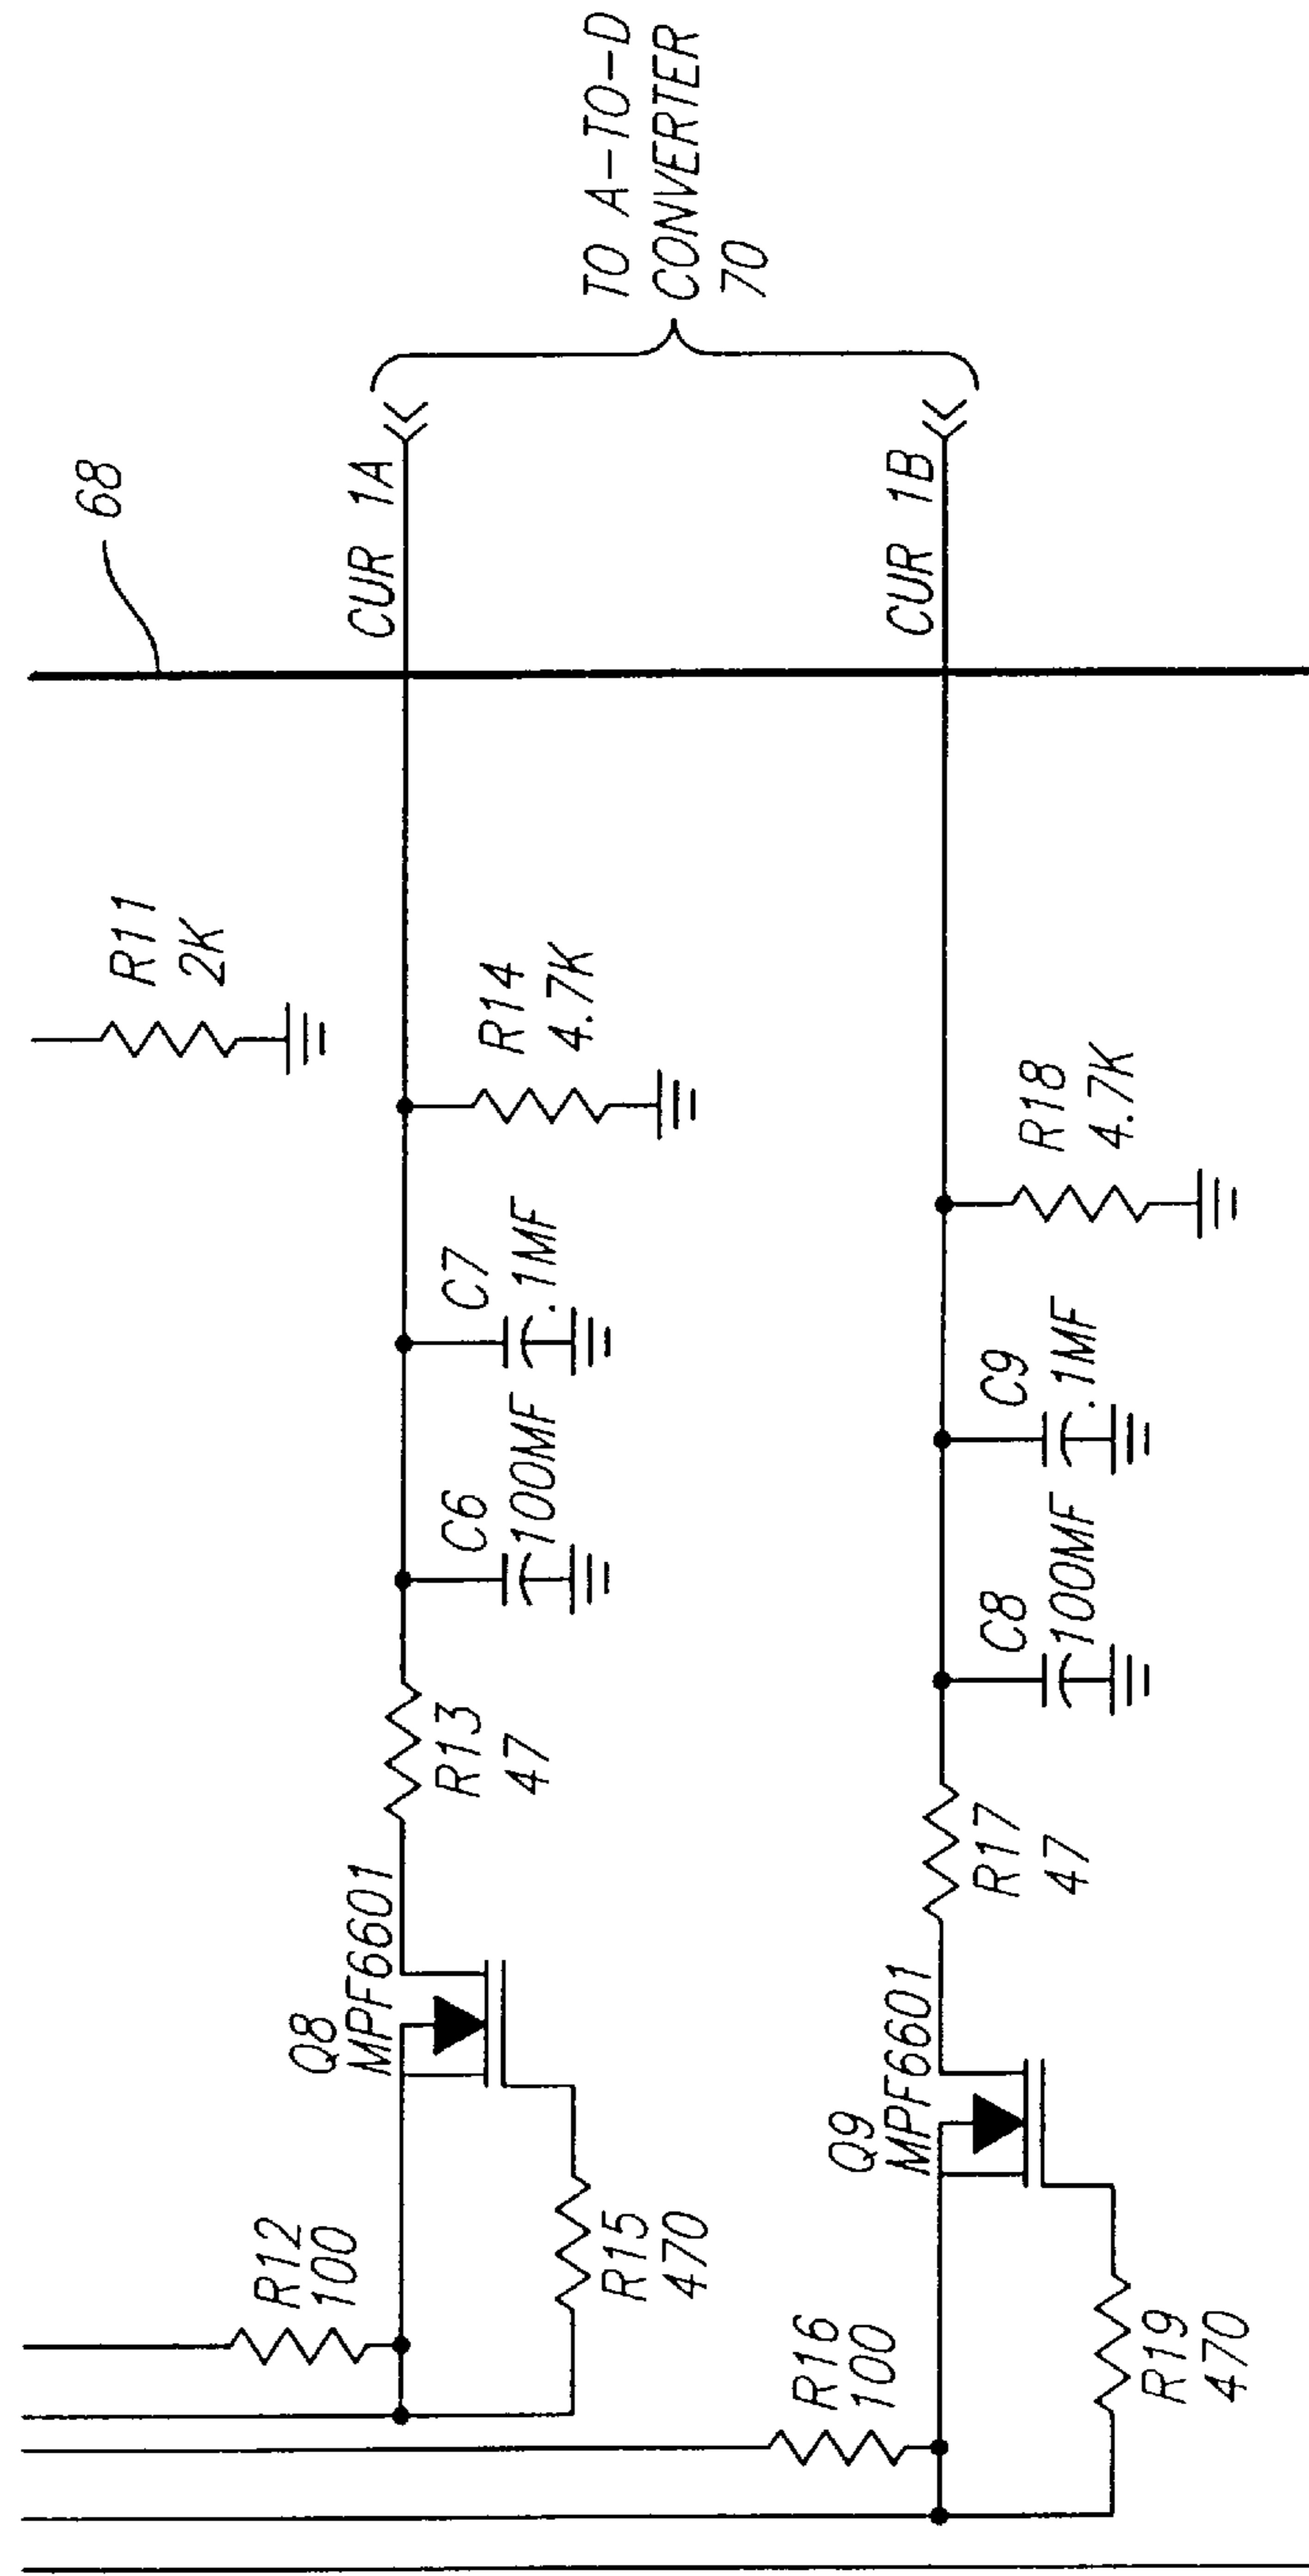 68
R11
2K
CUR 1A
TO A-TO-D
CONVERTER
70
R14
4.7K
C7
.1MF
C6
100MF
R13
47
Q8
MPF6601
R12
100
R15
470
CUR 1B
R18
4.7K
C9
.1MF
C8
100MF
R17
47
Q9
MPF6601
R16
100
R19
470